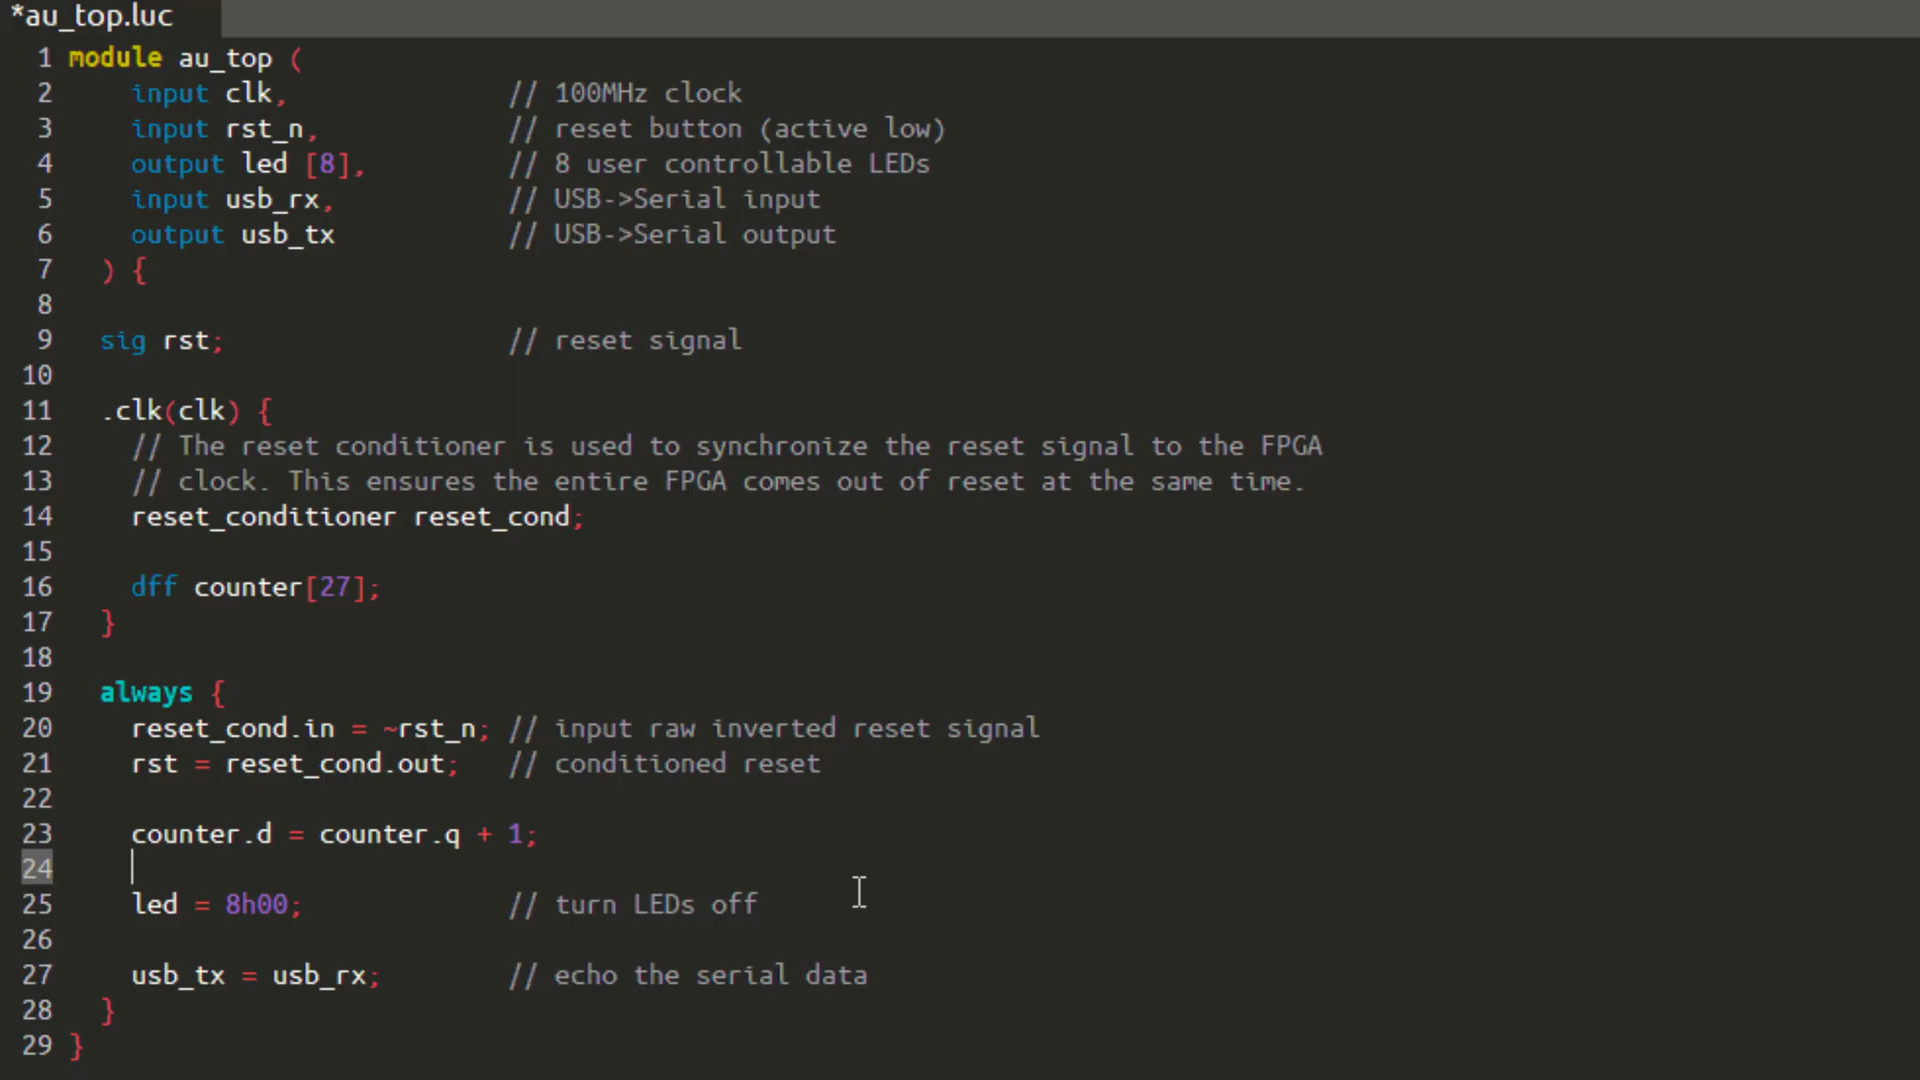 *au_top.luc
1 module au_top (
2     input clk,              // 100MHz clock
3     input rst_n,            // reset button (active low)
4     output led [8],         // 8 user controllable LEDs
5     input usb_rx,           // USB->Serial input
6     output usb_tx           // USB->Serial output
7   ) {
8
9   sig rst;                  // reset signal
10
11   .clk(clk) {
12     // The reset conditioner is used to synchronize the reset signal to the FPGA
13     // clock. This ensures the entire FPGA comes out of reset at the same time.
14     reset_conditioner reset_cond;
15
16     dff counter[27];
17   }
18
19   always {
20     reset_cond.in = ~rst_n; // input raw inverted reset signal
21     rst = reset_cond.out;   // conditioned reset
22
23     counter.d = counter.q + 1;
24
25     led = 8h00;             // turn LEDs off
26
27     usb_tx = usb_rx;        // echo the serial data
28   }
29 }